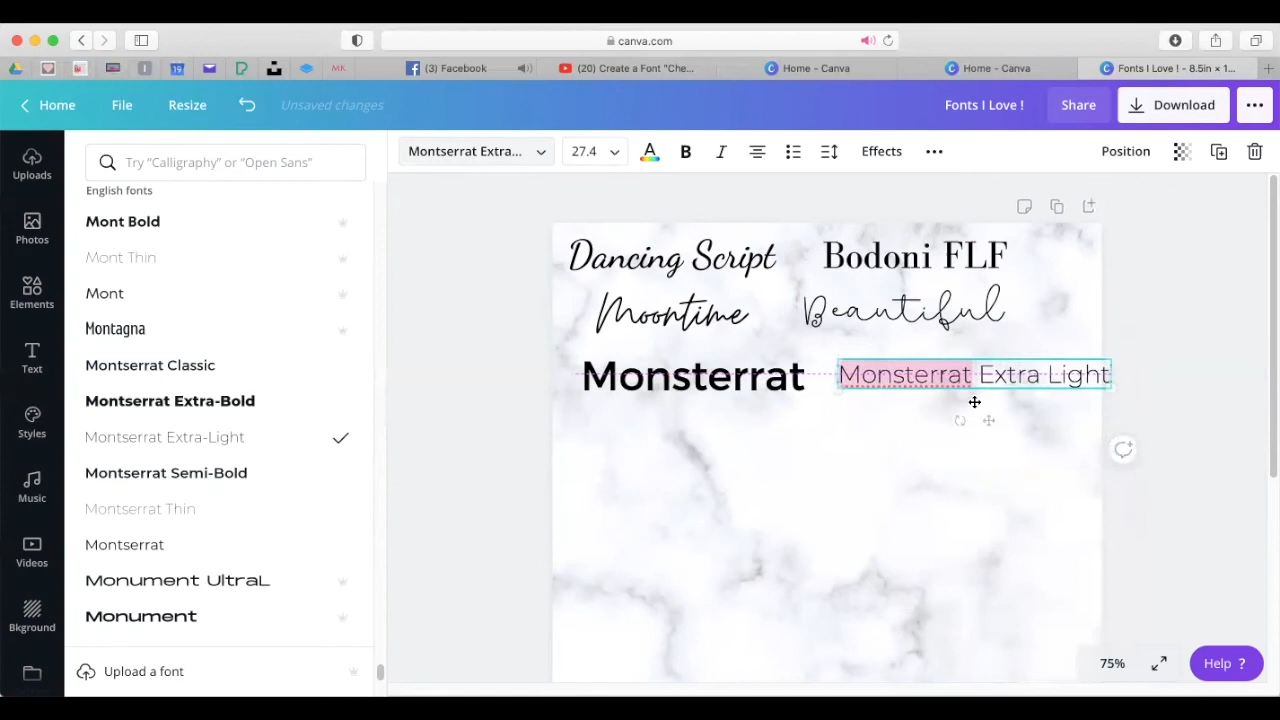 canva.com
(3) Facebook
(20) Create a Font "Che...
Home - Canva
Home - Canva
Fonts I Love ! - 8.5in × 1...
Home
File
Resize
Unsaved changes
Fonts I Love !
Share
Download
Montserrat Extra...
27.4
A
B
I
Effects
Position
Try "Calligraphy" or "Open Sans"
English fonts
Mont Bold
Mont Thin
Mont
Montagna
Montserrat Classic
Montserrat Extra-Bold
Montserrat Extra-Light
Montserrat Semi-Bold
Montserrat Thin
Montserrat
Monument UltraL
Monument
Upload a font
Uploads
Photos
Elements
Text
Styles
Music
Videos
Bkground
Dancing Script
Bodoni FLF
Moontime
Beautiful
Monsterrat
Monsterrat Extra Light
75%
Help ?